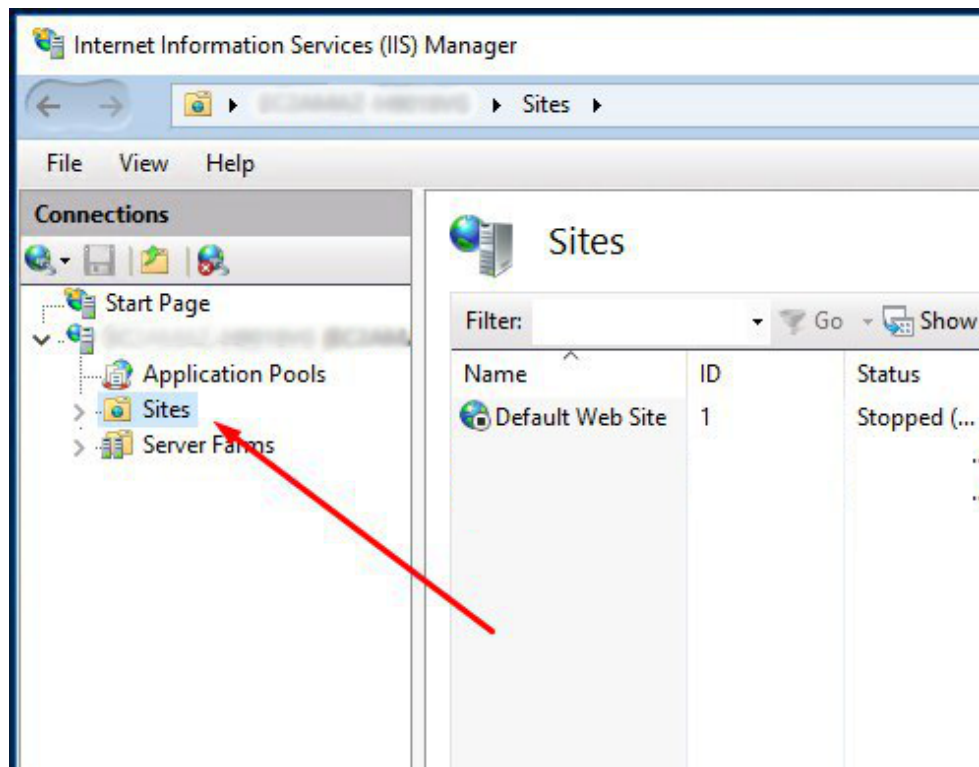 Internet Information Services (IIS) Manager
Sites
File View Help
Connections
Sites
Start Page
Filter: Go Show
Application Pools
Name ID Status
Sites
Default Web Site 1 Stopped (...
Server Farms